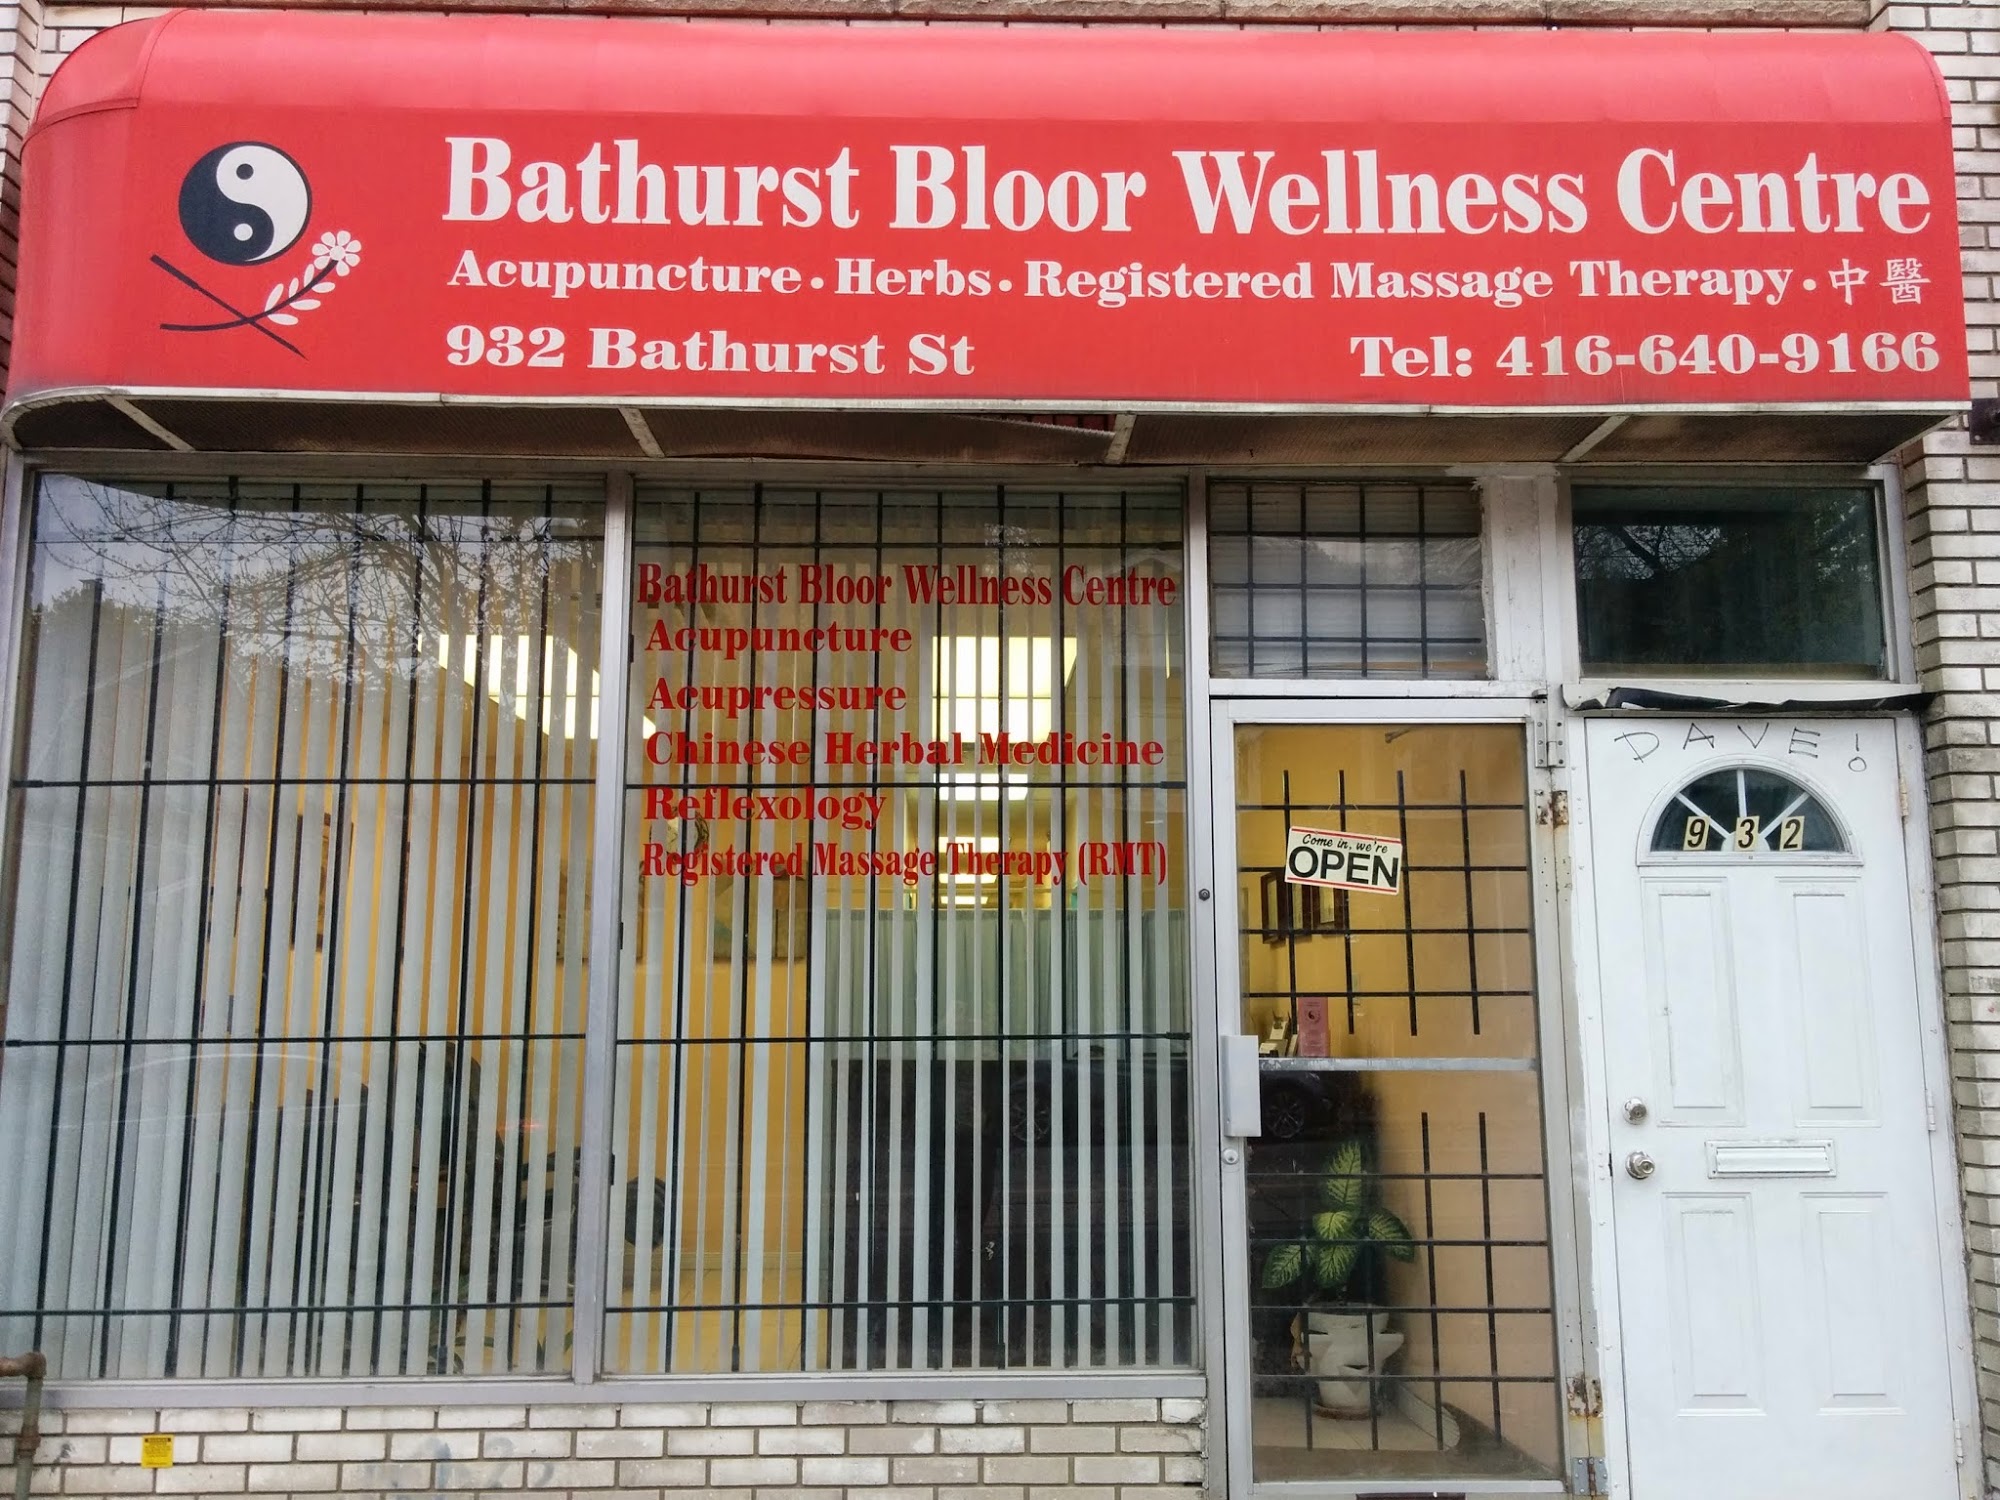 Bathurst Bloor Wellness Centre
Acupuncture • Herbs • Registered Massage Therapy • 中醫
932 Bathurst St Tel: 416-640-9166
Bathurst Bloor Wellness Centre
Acupuncture
Acupressure
Chinese Herbal Medicine
Reflexology
Registered Massage Therapy (RMT)
Come in, we're
OPEN
DAVE!
932